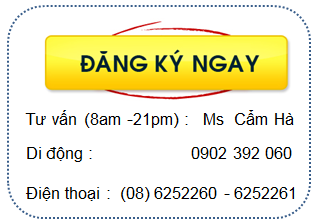 ĐĂNG KÝ NGAY
Tư vấn (8am -21pm) : Ms Cẩm Hà
Di động : 0902 392 060
Điện thoại : (08) 6252260 - 6252261